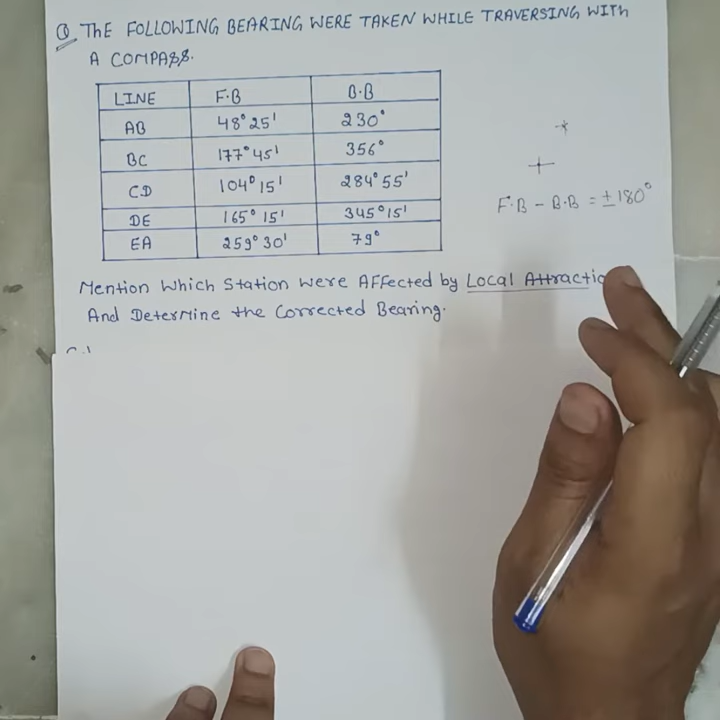 Q THE FOLLOWING BEARING WERE TAKEN WHILE TRAVERSING WITH
A COMPASS.
LINE F.B B.B
AB 48°25' 230°
BC 177°45' 356°
CD 104°15' 284°55'
DE 165°15' 345°15'
EA 259°30' 79°
F.B - B.B = ±180°
Mention Which Station Were Affected by Local Attractio
And Determine the Corrected Bearing.